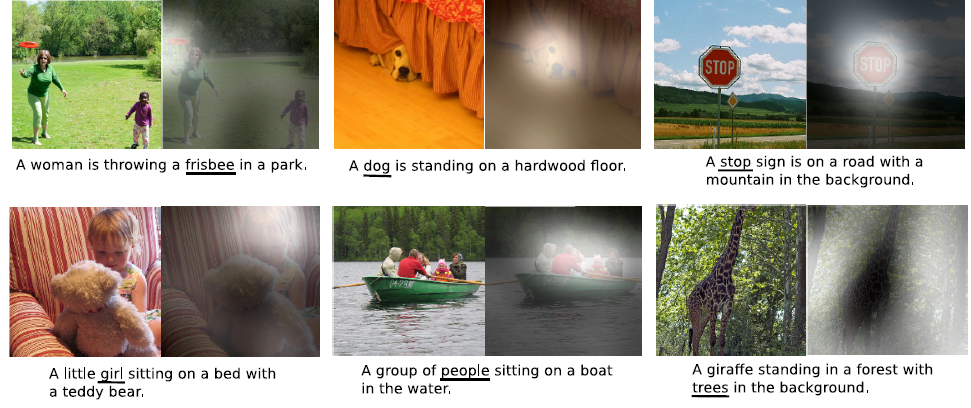 STOP
STOP
A woman is throwing a frisbee in a park.
A dog is standing on a hardwood floor.
A stop sign is on a road with a
mountain in the background.
A little girl sitting on a bed with
a teddy bear.
A group of people sitting on a boat
in the water.
A giraffe standing in a forest with
trees in the background.